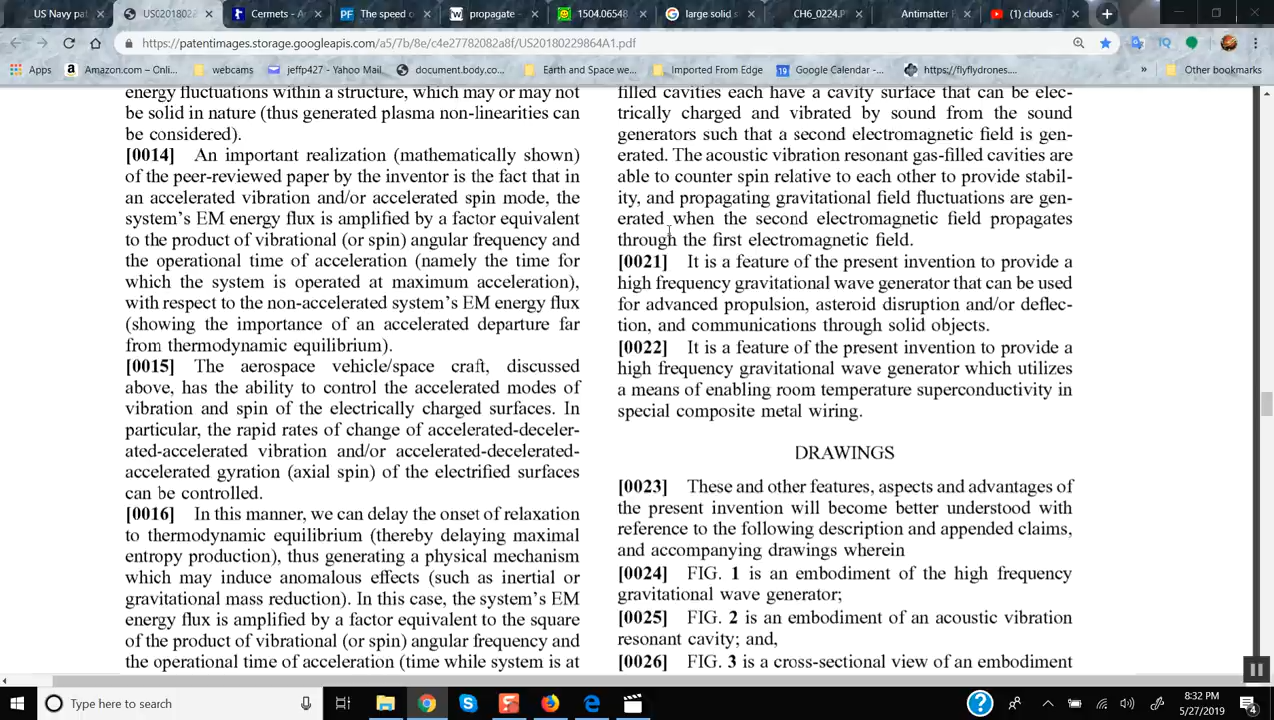 US Navy pat
US0201802
Cermets - A
The speed o
propagate -
1504.06548
large solid s
CH6_0224.P
Antimatter
(1) clouds -
https://patentimages.storage.googleapis.com/a5/7b/8e/c4e27782082a8f/US20180229864A1.pdf
Apps
Amazon.com – Onli...
webcams
jeffp427 - Yahoo Mail
document.body.co...
Earth and Space we...
Imported From Edge
Google Calendar -...
https://flyflydrones....
»
Other bookmarks
energy fluctuations within a structure, which may or may not
be solid in nature (thus generated plasma non-linearities can
be considered).
[0014] An important realization (mathematically shown)
of the peer-reviewed paper by the inventor is the fact that in
an accelerated vibration and/or accelerated spin mode, the
system's EM energy flux is amplified by a factor equivalent
to the product of vibrational (or spin) angular frequency and
the operational time of acceleration (namely the time for
which the system is operated at maximum acceleration),
with respect to the non-accelerated system's EM energy flux
(showing the importance of an accelerated departure far
from thermodynamic equilibrium).
[0015] The aerospace vehicle/space craft, discussed
above, has the ability to control the accelerated modes of
vibration and spin of the electrically charged surfaces. In
particular, the rapid rates of change of accelerated-deceler-
ated-accelerated vibration and/or accelerated-decelerated-
accelerated gyration (axial spin) of the electrified surfaces
can be controlled.
[0016] In this manner, we can delay the onset of relaxation
to thermodynamic equilibrium (thereby delaying maximal
entropy production), thus generating a physical mechanism
which may induce anomalous effects (such as inertial or
gravitational mass reduction). In this case, the system's EM
energy flux is amplified by a factor equivalent to the square
of the product of vibrational (or spin) angular frequency and
the operational time of acceleration (time while system is at
filled cavities each have a cavity surface that can be elec-
trically charged and vibrated by sound from the sound
generators such that a second electromagnetic field is gen-
erated. The acoustic vibration resonant gas-filled cavities are
able to counter spin relative to each other to provide stabil-
ity, and propagating gravitational field fluctuations are gen-
erated when the second electromagnetic field propagates
through the first electromagnetic field.
[0021] It is a feature of the present invention to provide a
high frequency gravitational wave generator that can be used
for advanced propulsion, asteroid disruption and/or deflec-
tion, and communications through solid objects.
[0022] It is a feature of the present invention to provide a
high frequency gravitational wave generator which utilizes
a means of enabling room temperature superconductivity in
special composite metal wiring.
DRAWINGS
[0023] These and other features, aspects and advantages of
the present invention will become better understood with
reference to the following description and appended claims,
and accompanying drawings wherein
[0024] FIG. 1 is an embodiment of the high frequency
gravitational wave generator;
[0025] FIG. 2 is an embodiment of an acoustic vibration
resonant cavity; and,
[0026] FIG. 3 is a cross-sectional view of an embodiment
Type here to search
8:32 PM
5/27/2019
4